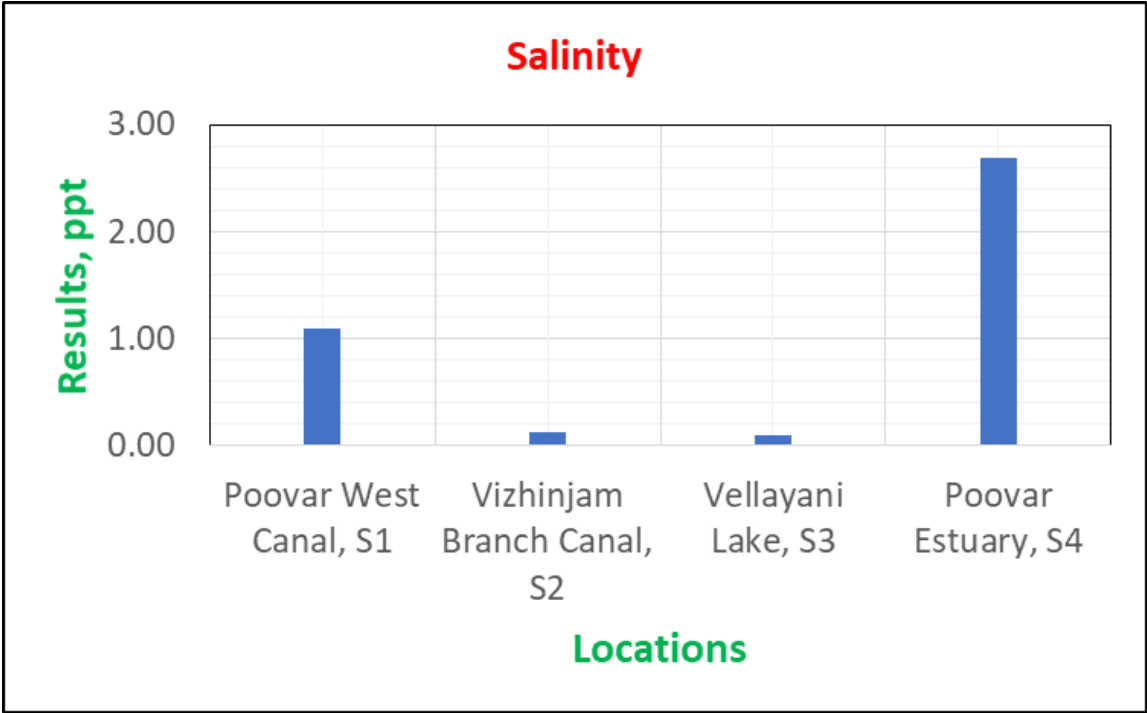 Salinity
Results, ppt
3.00
2.00
1.00
0.00
Poovar West
Canal, S1
Vizhinjam
Branch Canal,
S2
Vellayani
Lake, S3
Poovar
Estuary, S4
Locations